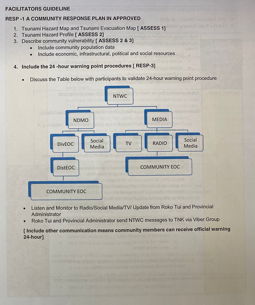 FACILITATORS GUIDELINE
RESP -1 A COMMUNITY RESPONSE PLAN IN APPROVED
1. Tsunami Hazard Map and Tsunami Evacuation Map [ ASSESS 1]
2. Tsunami Hazard Profile [ ASSESS 2]
3. Describe community vulnerability [ ASSESS 2 & 3]
• Include community population data
• Include economic, infrastructural, political and social resources
4. Include the 24 -hour warning point procedures [ RESP-3]
• Discuss the Table below with participants to validate 24-hour warning point procedure
NTWC
NDMO
MEDIA
DivEOC
Social Media
TV
RADIO
Social Media
DistEOC
COMMUNITY EOC
COMMUNITY EOC
• Listen and Monitor to Radio/Social Media/TV/ Update from Roko Tui and Provincial
Administrator
• Roko Tui and Provincial Administrator send NTWC messages to TNK via Viber Group
[ Include other communication means community members can receive official warning
24-hour]